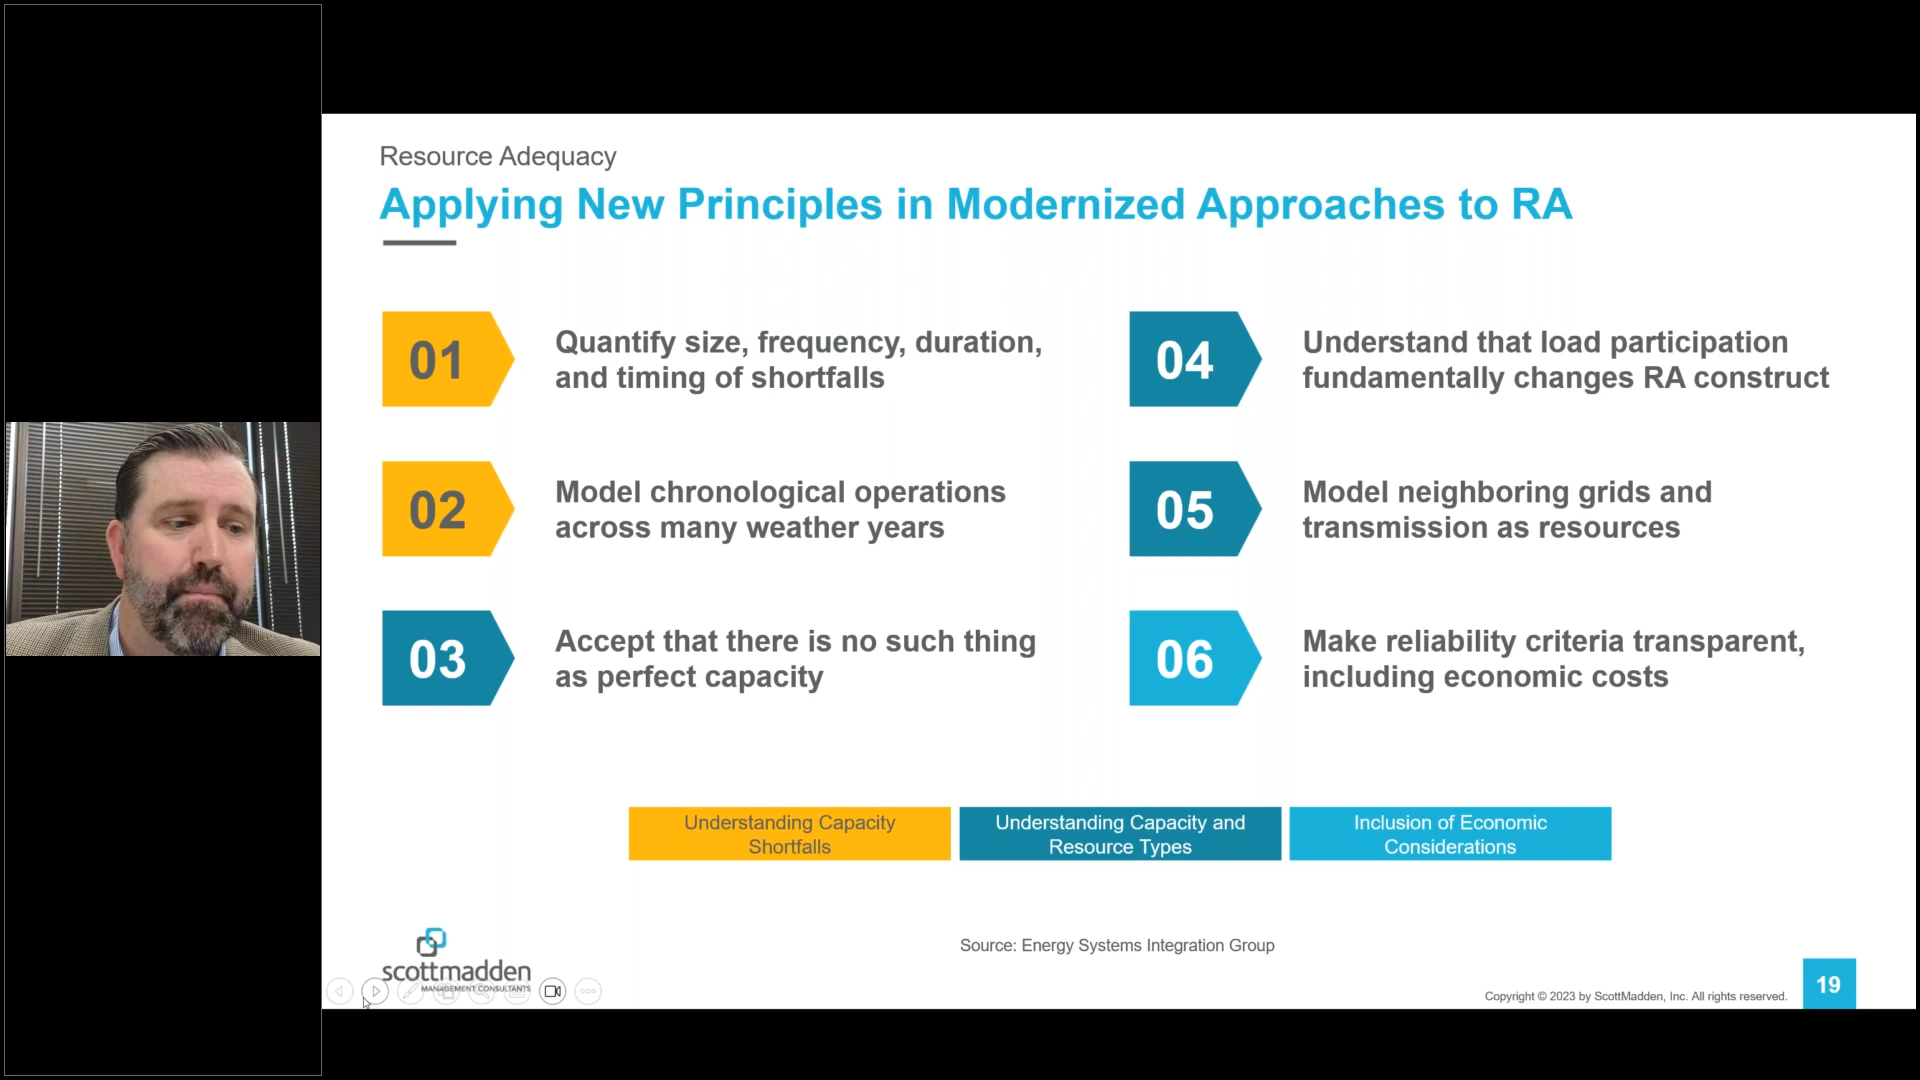 Resource Adequacy
Applying New Principles in Modernized Approaches to RA
01
Quantify size, frequency, duration,
and timing of shortfalls
02
Model chronological operations
across many weather years
03
Accept that there is no such thing
as perfect capacity
04
Understand that load participation
fundamentally changes RA construct
05
Model neighboring grids and
transmission as resources
06
Make reliability criteria transparent,
including economic costs
Understanding Capacity
Shortfalls
Understanding Capacity and
Resource Types
Inclusion of Economic
Considerations
scottmadden
MANAGEMENT CONSULTANTS
Source: Energy Systems Integration Group
Copyright © 2023 by ScottMadden, Inc. All rights reserved.
19